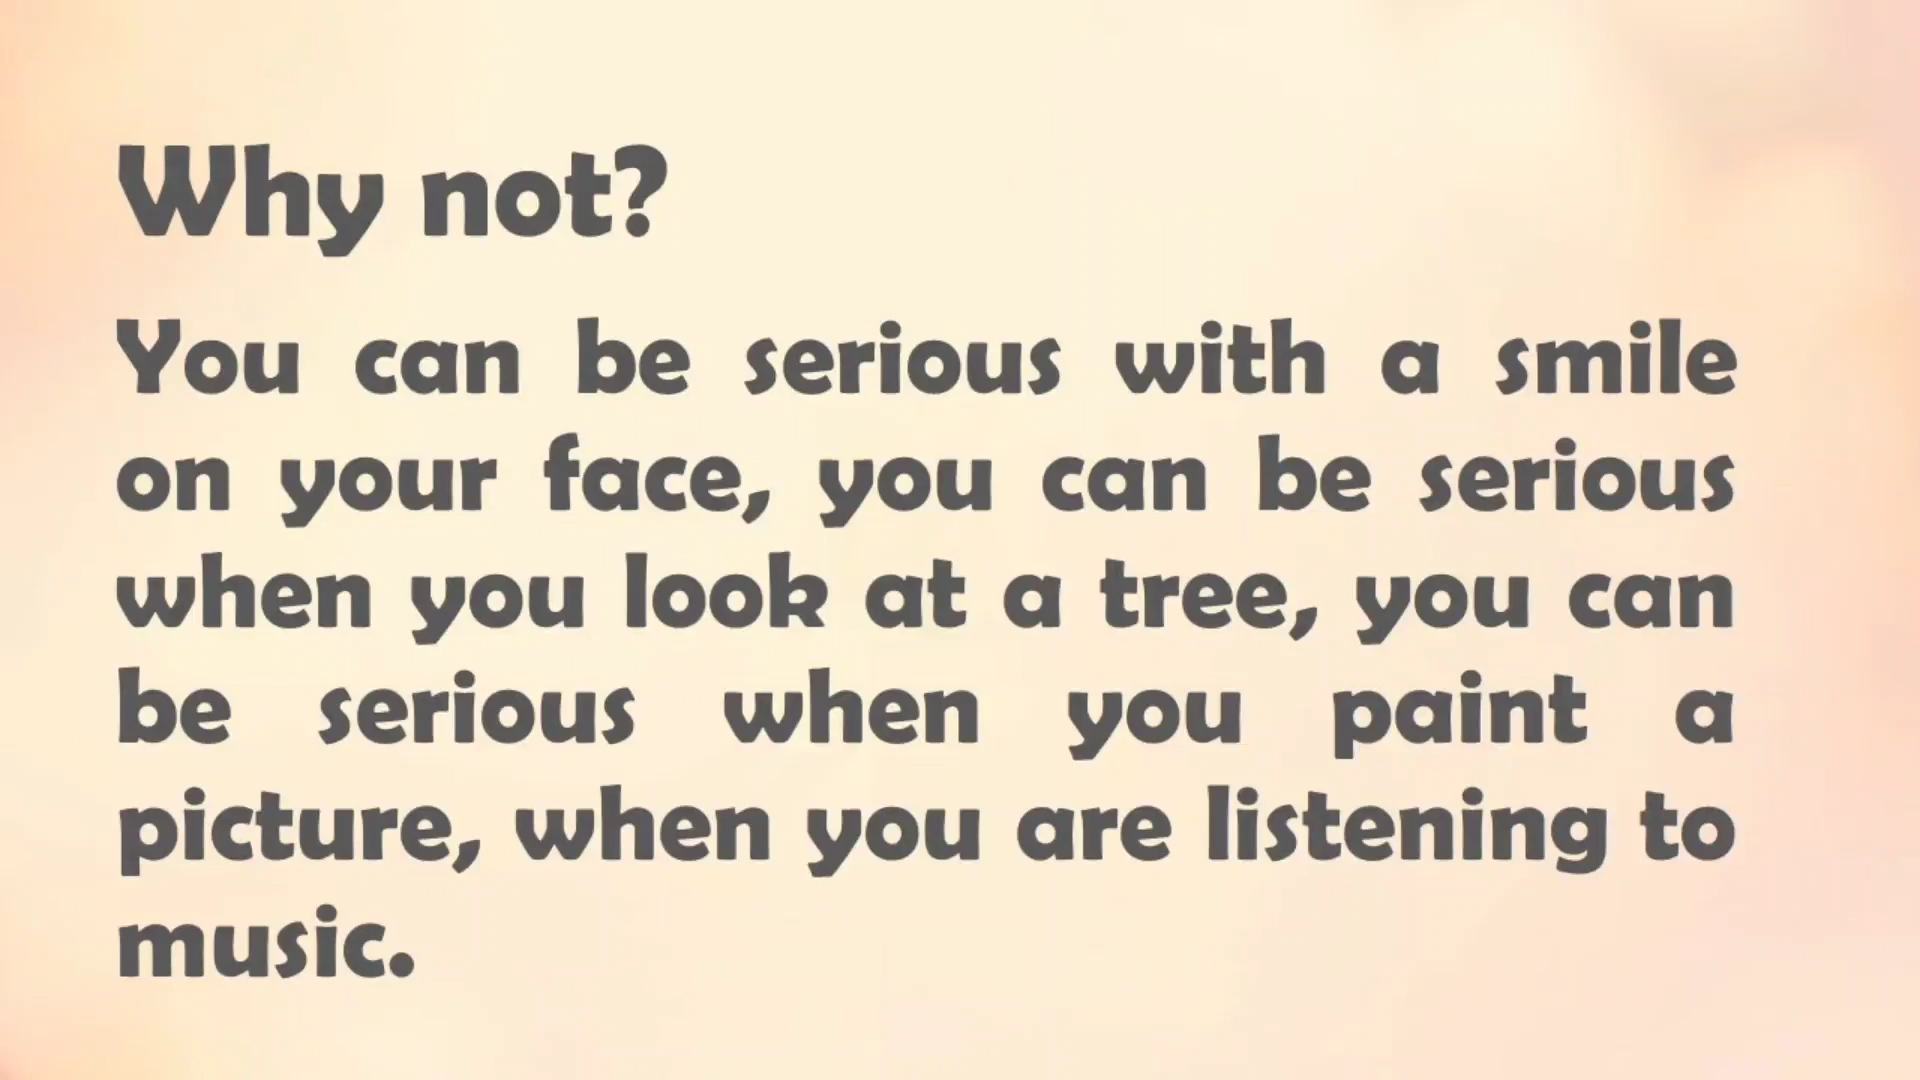 Why not?
You can be serious with a smile
on your face, you can be serious
when you look at a tree, you can
be serious when you paint a
picture, when you are listening to
music.